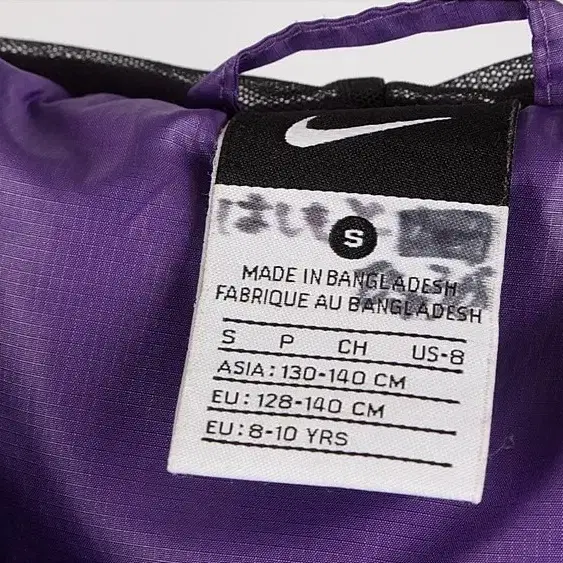 S
MADE IN BANGLADESH
FABRIQUE AU BANGLADESH
S P CH US-8
ASIA: 130-140 CM
EU: 128-140 CM
EU: 8-10 YRS